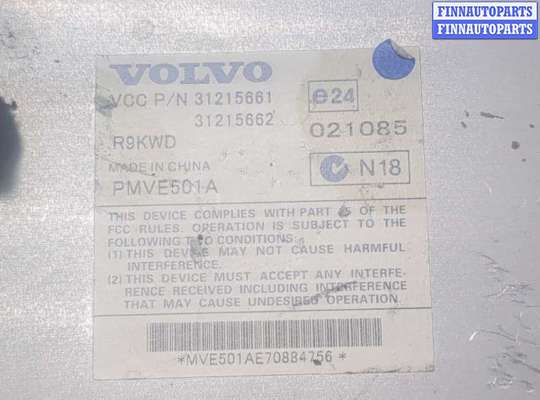 FINNAUTOPARTS
FINNAUTOPARTS
VOLVO
VCC P/N 31215661
31215662
e24
021085
R9KWD
MADE IN CHINA
PMVE501A
N18
THIS DEVICE COMPLIES WITH PART 15 OF THE
FCC RULES. OPERATION IS SUBJECT TO THE
FOLLOWING TWO CONDITIONS:
(1) THIS DEVICE MAY NOT CAUSE HARMFUL
INTERFERENCE.
(2) THIS DEVICE MUST ACCEPT ANY INTERFE-
RENCE RECEIVED INCLUDING INTERFERENCE
THAT MAY CAUSE UNDESIRED OPERATION.
*MVE501AE70884756*